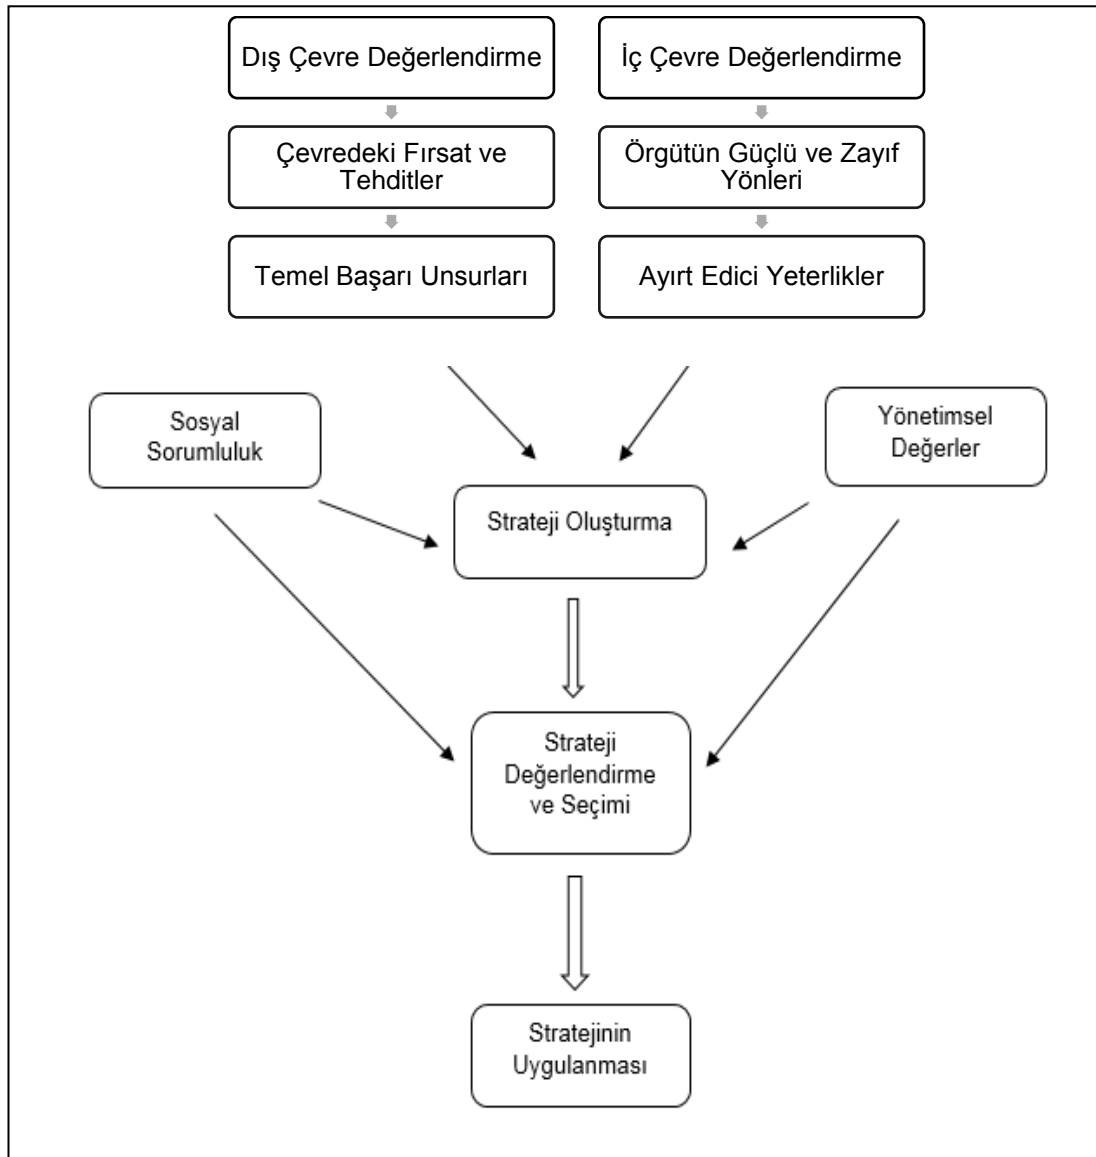 Dış Çevre Değerlendirme
İç Çevre Değerlendirme
Çevredeki Fırsat ve
Tehditler
Örgütün Güçlü ve Zayıf
Yönleri
Temel Başarı Unsurları
Ayırt Edici Yeterlikler
Sosyal
Sorumluluk
Yönetimsel
Değerler
Strateji Oluşturma
Strateji
Değerlendirme
ve Seçimi
Stratejinin
Uygulanması